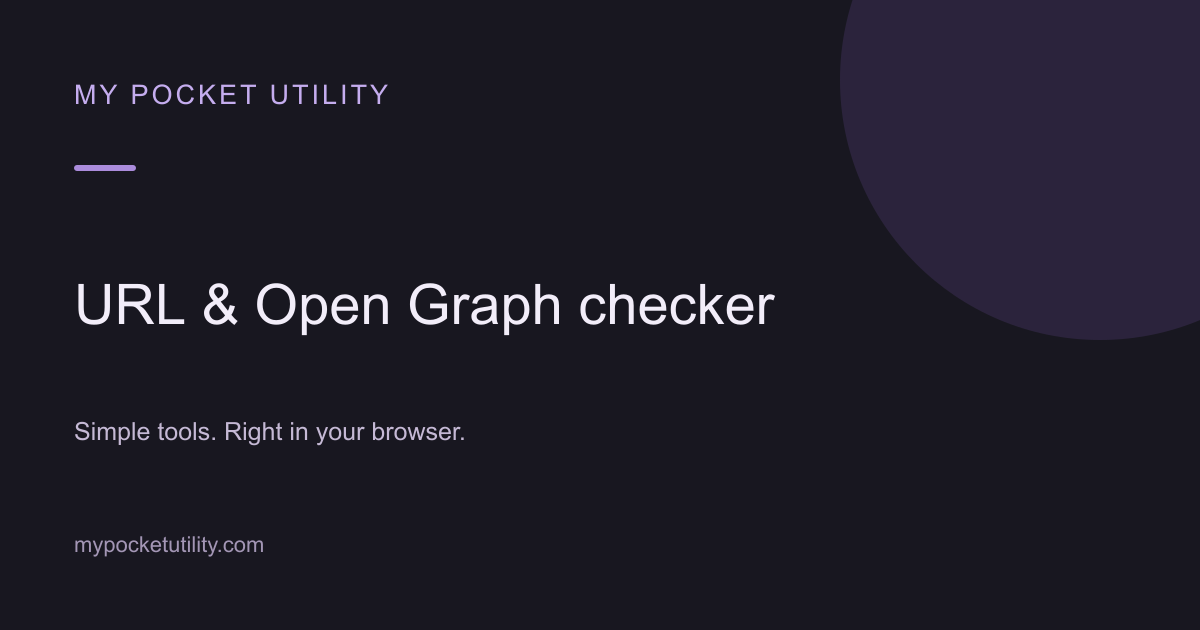 MY POCKET UTILITY
URL & Open Graph checker
Simple tools. Right in your browser.
mypocketutility.com